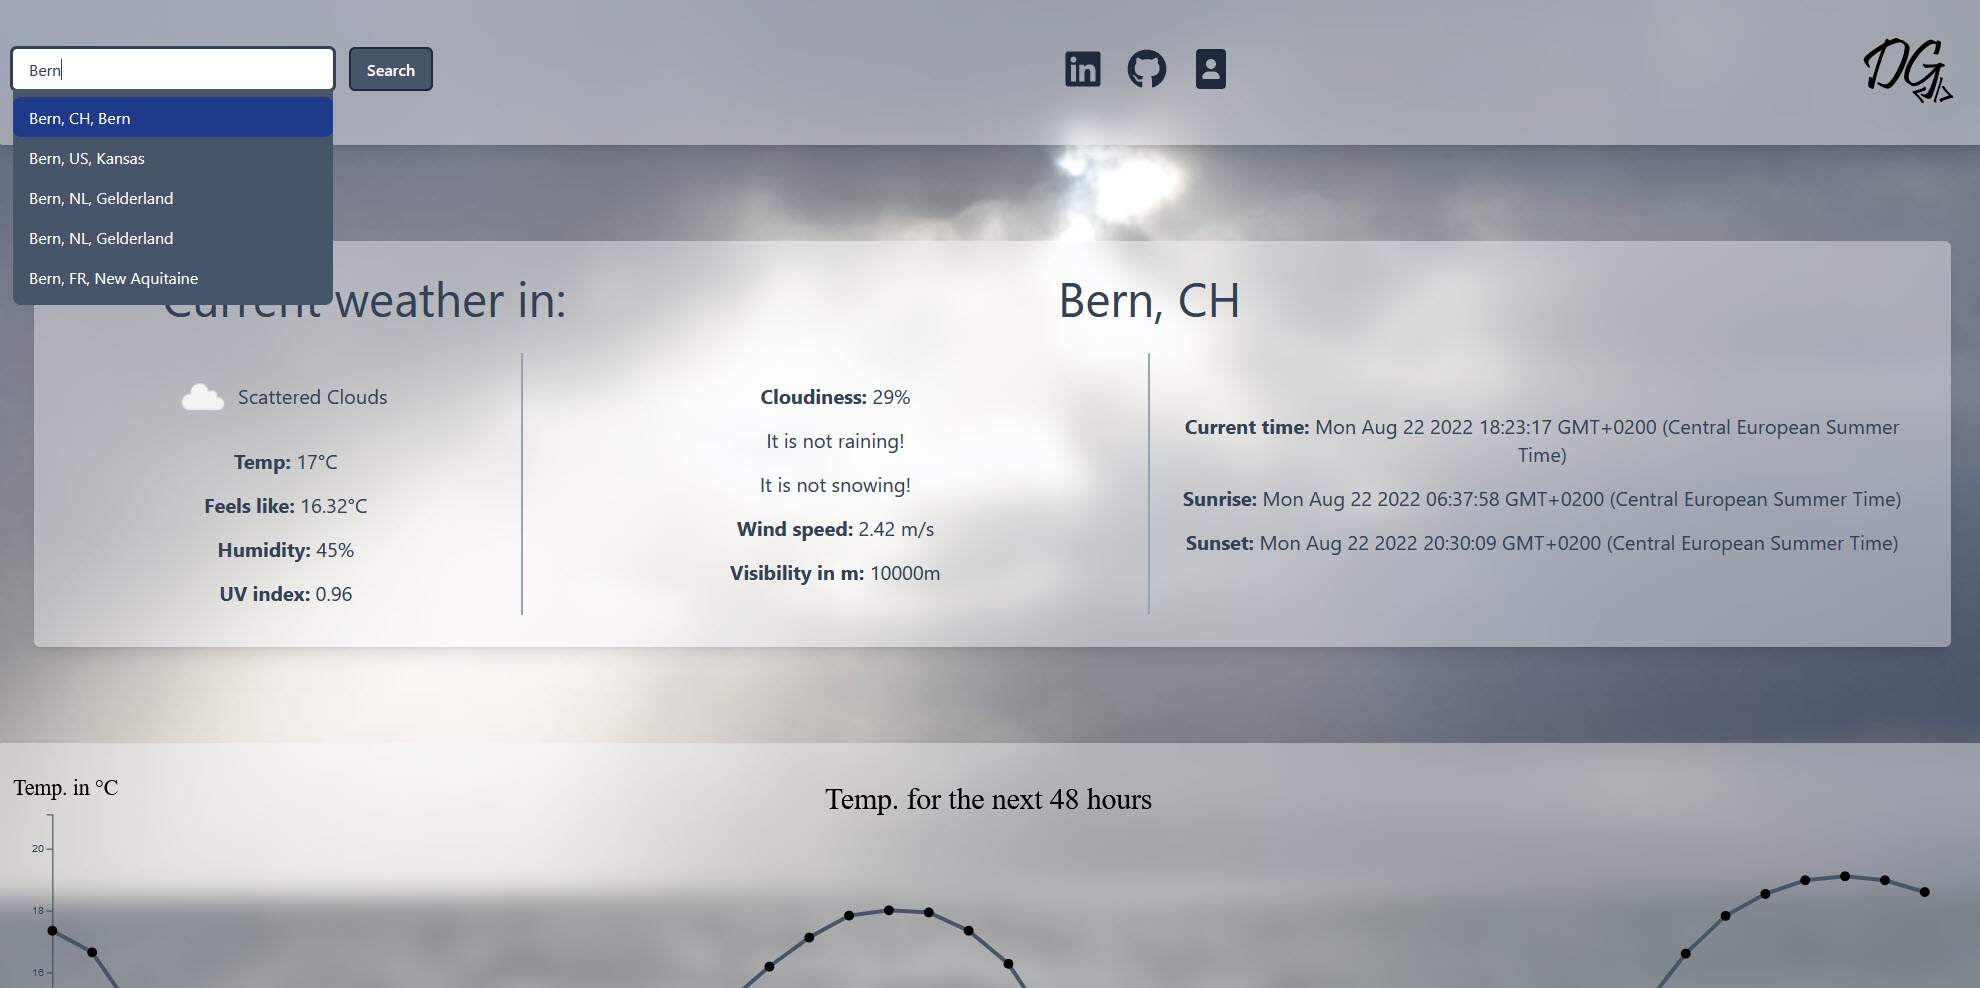 Bern
Search
DG
Bern, CH, Bern
Bern, US, Kansas
Bern, NL, Gelderland
Bern, NL, Gelderland
Bern, FR, New Aquitaine
Current weather in:
Bern, CH
Scattered Clouds
Temp: 17°C
Feels like: 16.32°C
Humidity: 45%
UV index: 0.96
Cloudiness: 29%
It is not raining!
It is not snowing!
Wind speed: 2.42 m/s
Visibility in m: 10000m
Current time: Mon Aug 22 2022 18:23:17 GMT+0200 (Central European Summer
Time)
Sunrise: Mon Aug 22 2022 06:37:58 GMT+0200 (Central European Summer Time)
Sunset: Mon Aug 22 2022 20:30:09 GMT+0200 (Central European Summer Time)
Temp. in °C
Temp. for the next 48 hours
20
18
16